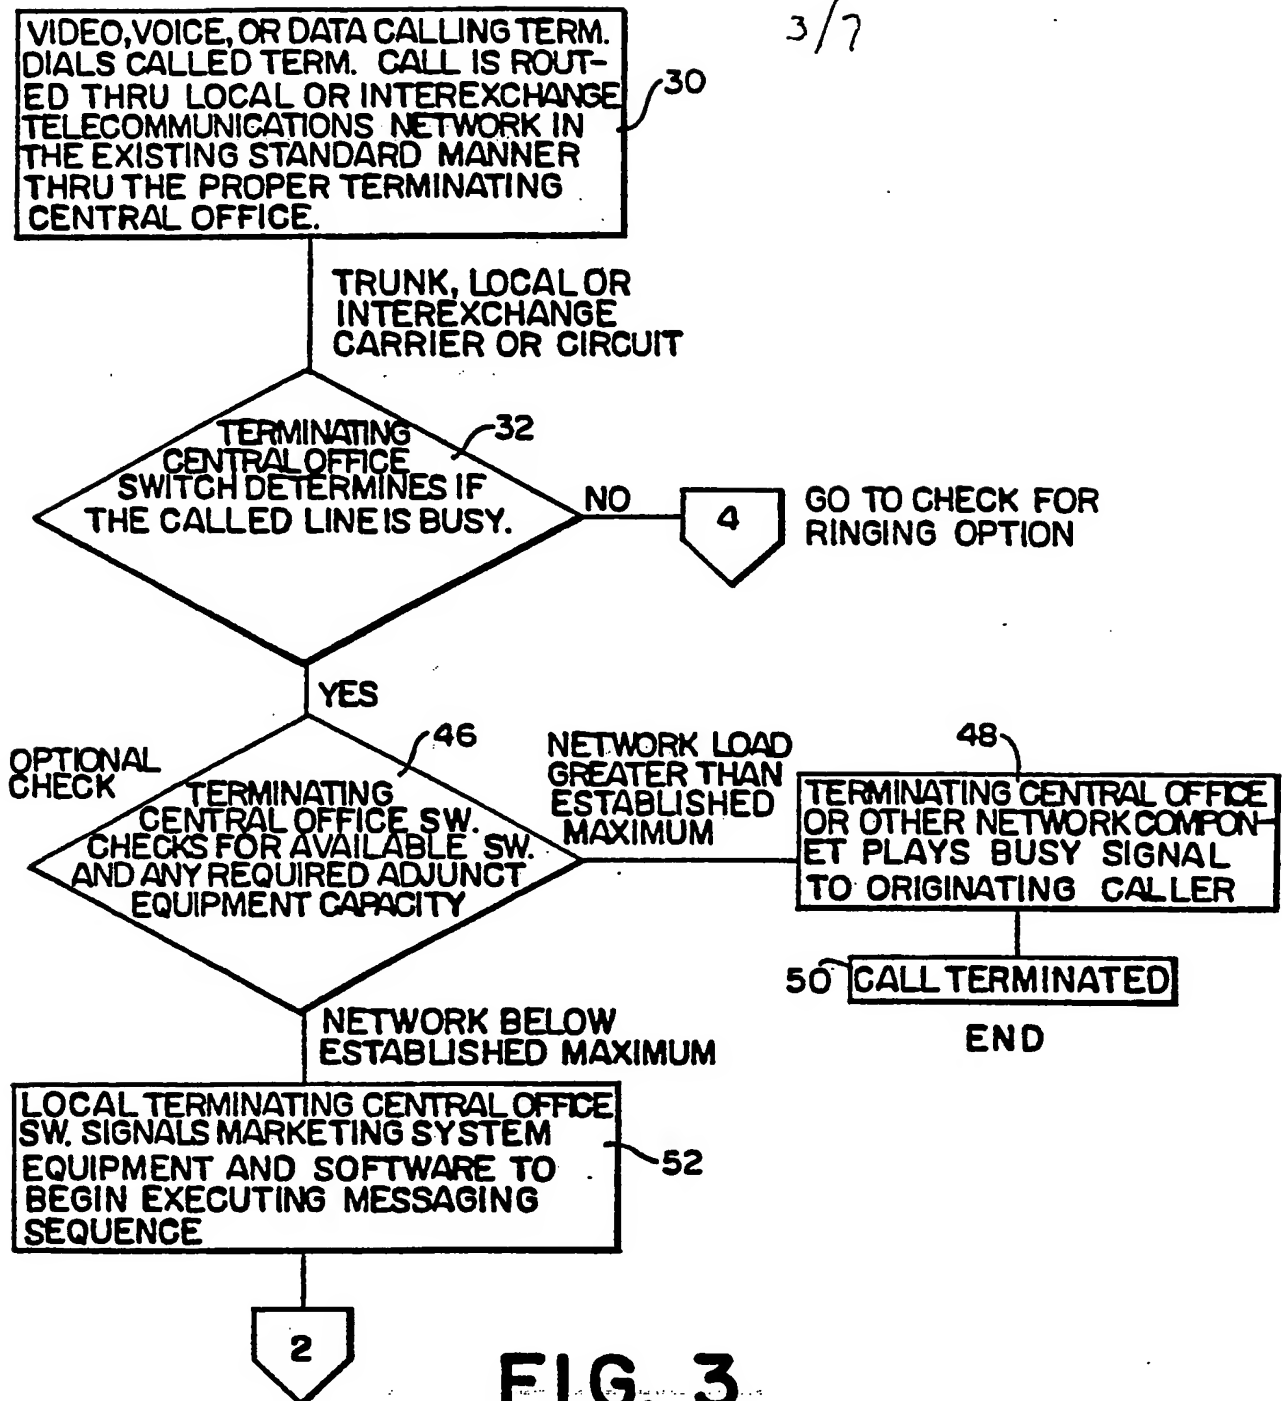 3/7
VIDEO, VOICE, OR DATA CALLING TERM.
DIALS CALLED TERM. CALL IS ROUT-
ED THRU LOCAL OR INTEREXCHANGE
TELECOMMUNICATIONS NETWORK IN
THE EXISTING STANDARD MANNER
THRU THE PROPER TERMINATING
CENTRAL OFFICE.
30
TRUNK, LOCAL OR
INTEREXCHANGE
CARRIER OR CIRCUIT
TERMINATING
CENTRAL OFFICE
SWITCH DETERMINES IF
THE CALLED LINE IS BUSY.
32
NO
4
GO TO CHECK FOR
RINGING OPTION
YES
OPTIONAL
CHECK
46
TERMINATING
CENTRAL OFFICE SW.
CHECKS FOR AVAILABLE SW.
AND ANY REQUIRED ADJUNCT
EQUIPMENT CAPACITY
NETWORK LOAD
GREATER THAN
ESTABLISHED
MAXIMUM
48
TERMINATING CENTRAL OFFICE
OR OTHER NETWORK COMPON-
ET PLAYS BUSY SIGNAL
TO ORIGINATING CALLER
50
CALL TERMINATED
END
NETWORK BELOW
ESTABLISHED MAXIMUM
LOCAL TERMINATING CENTRAL OFFICE
SW. SIGNALS MARKETING SYSTEM
EQUIPMENT AND SOFTWARE TO
BEGIN EXECUTING MESSAGING
SEQUENCE
52
2
FIG. 3